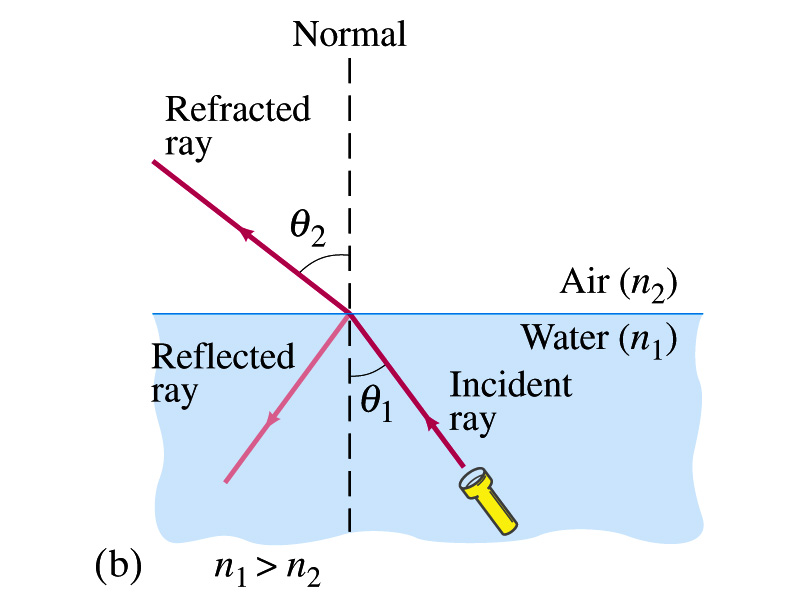 Normal
Refracted
ray
θ2
Air (n2)
Water (n1)
Reflected
ray
θ1
Incident
ray
(b) n1 > n2